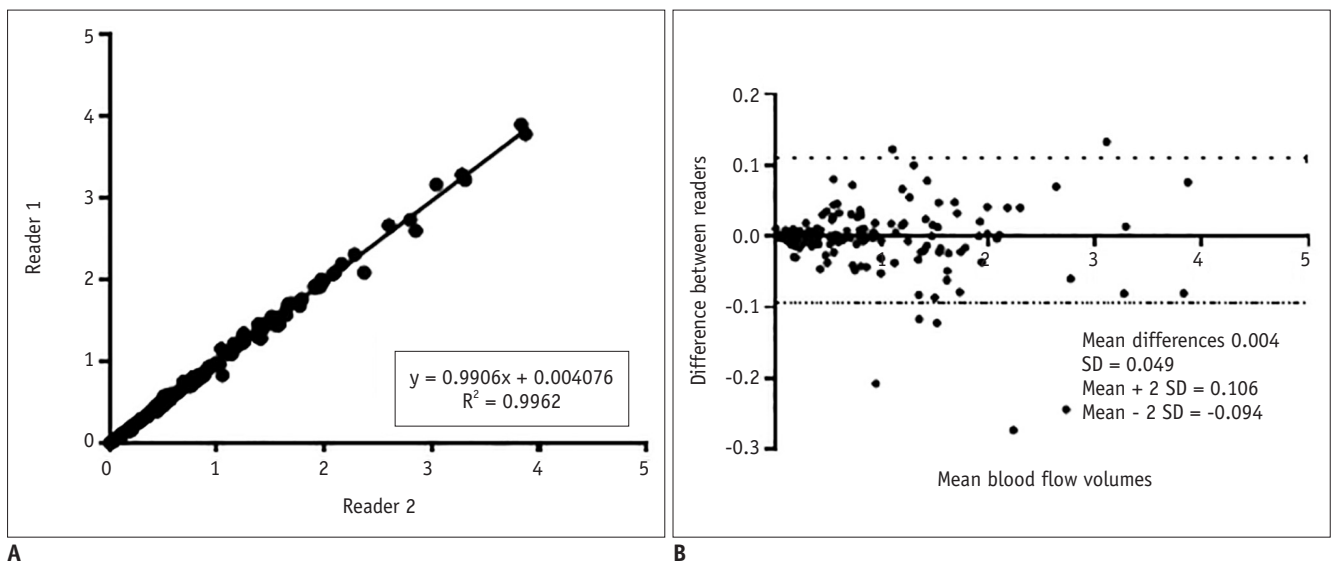 5
4
3
2
1
0
0 1 2 3 4 5
Reader 1
Reader 2
y = 0.9906x + 0.004076
R² = 0.9962
A
0.2
0.1
0.0
-0.1
-0.2
-0.3
1 2 3 4 5
Difference between readers
Mean differences 0.004
SD = 0.049
Mean + 2 SD = 0.106
Mean - 2 SD = -0.094
Mean blood flow volumes
B